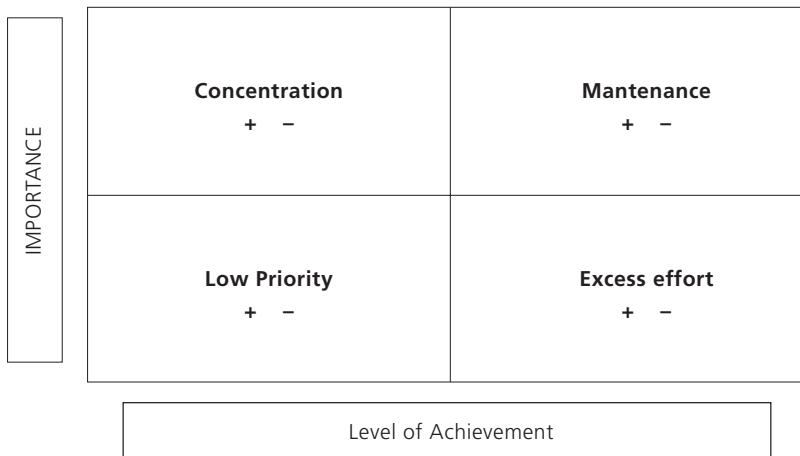 IMPORTANCE
Concentration
+ −
Mantenance
+ −
Low Priority
+ −
Excess effort
+ −
Level of Achievement